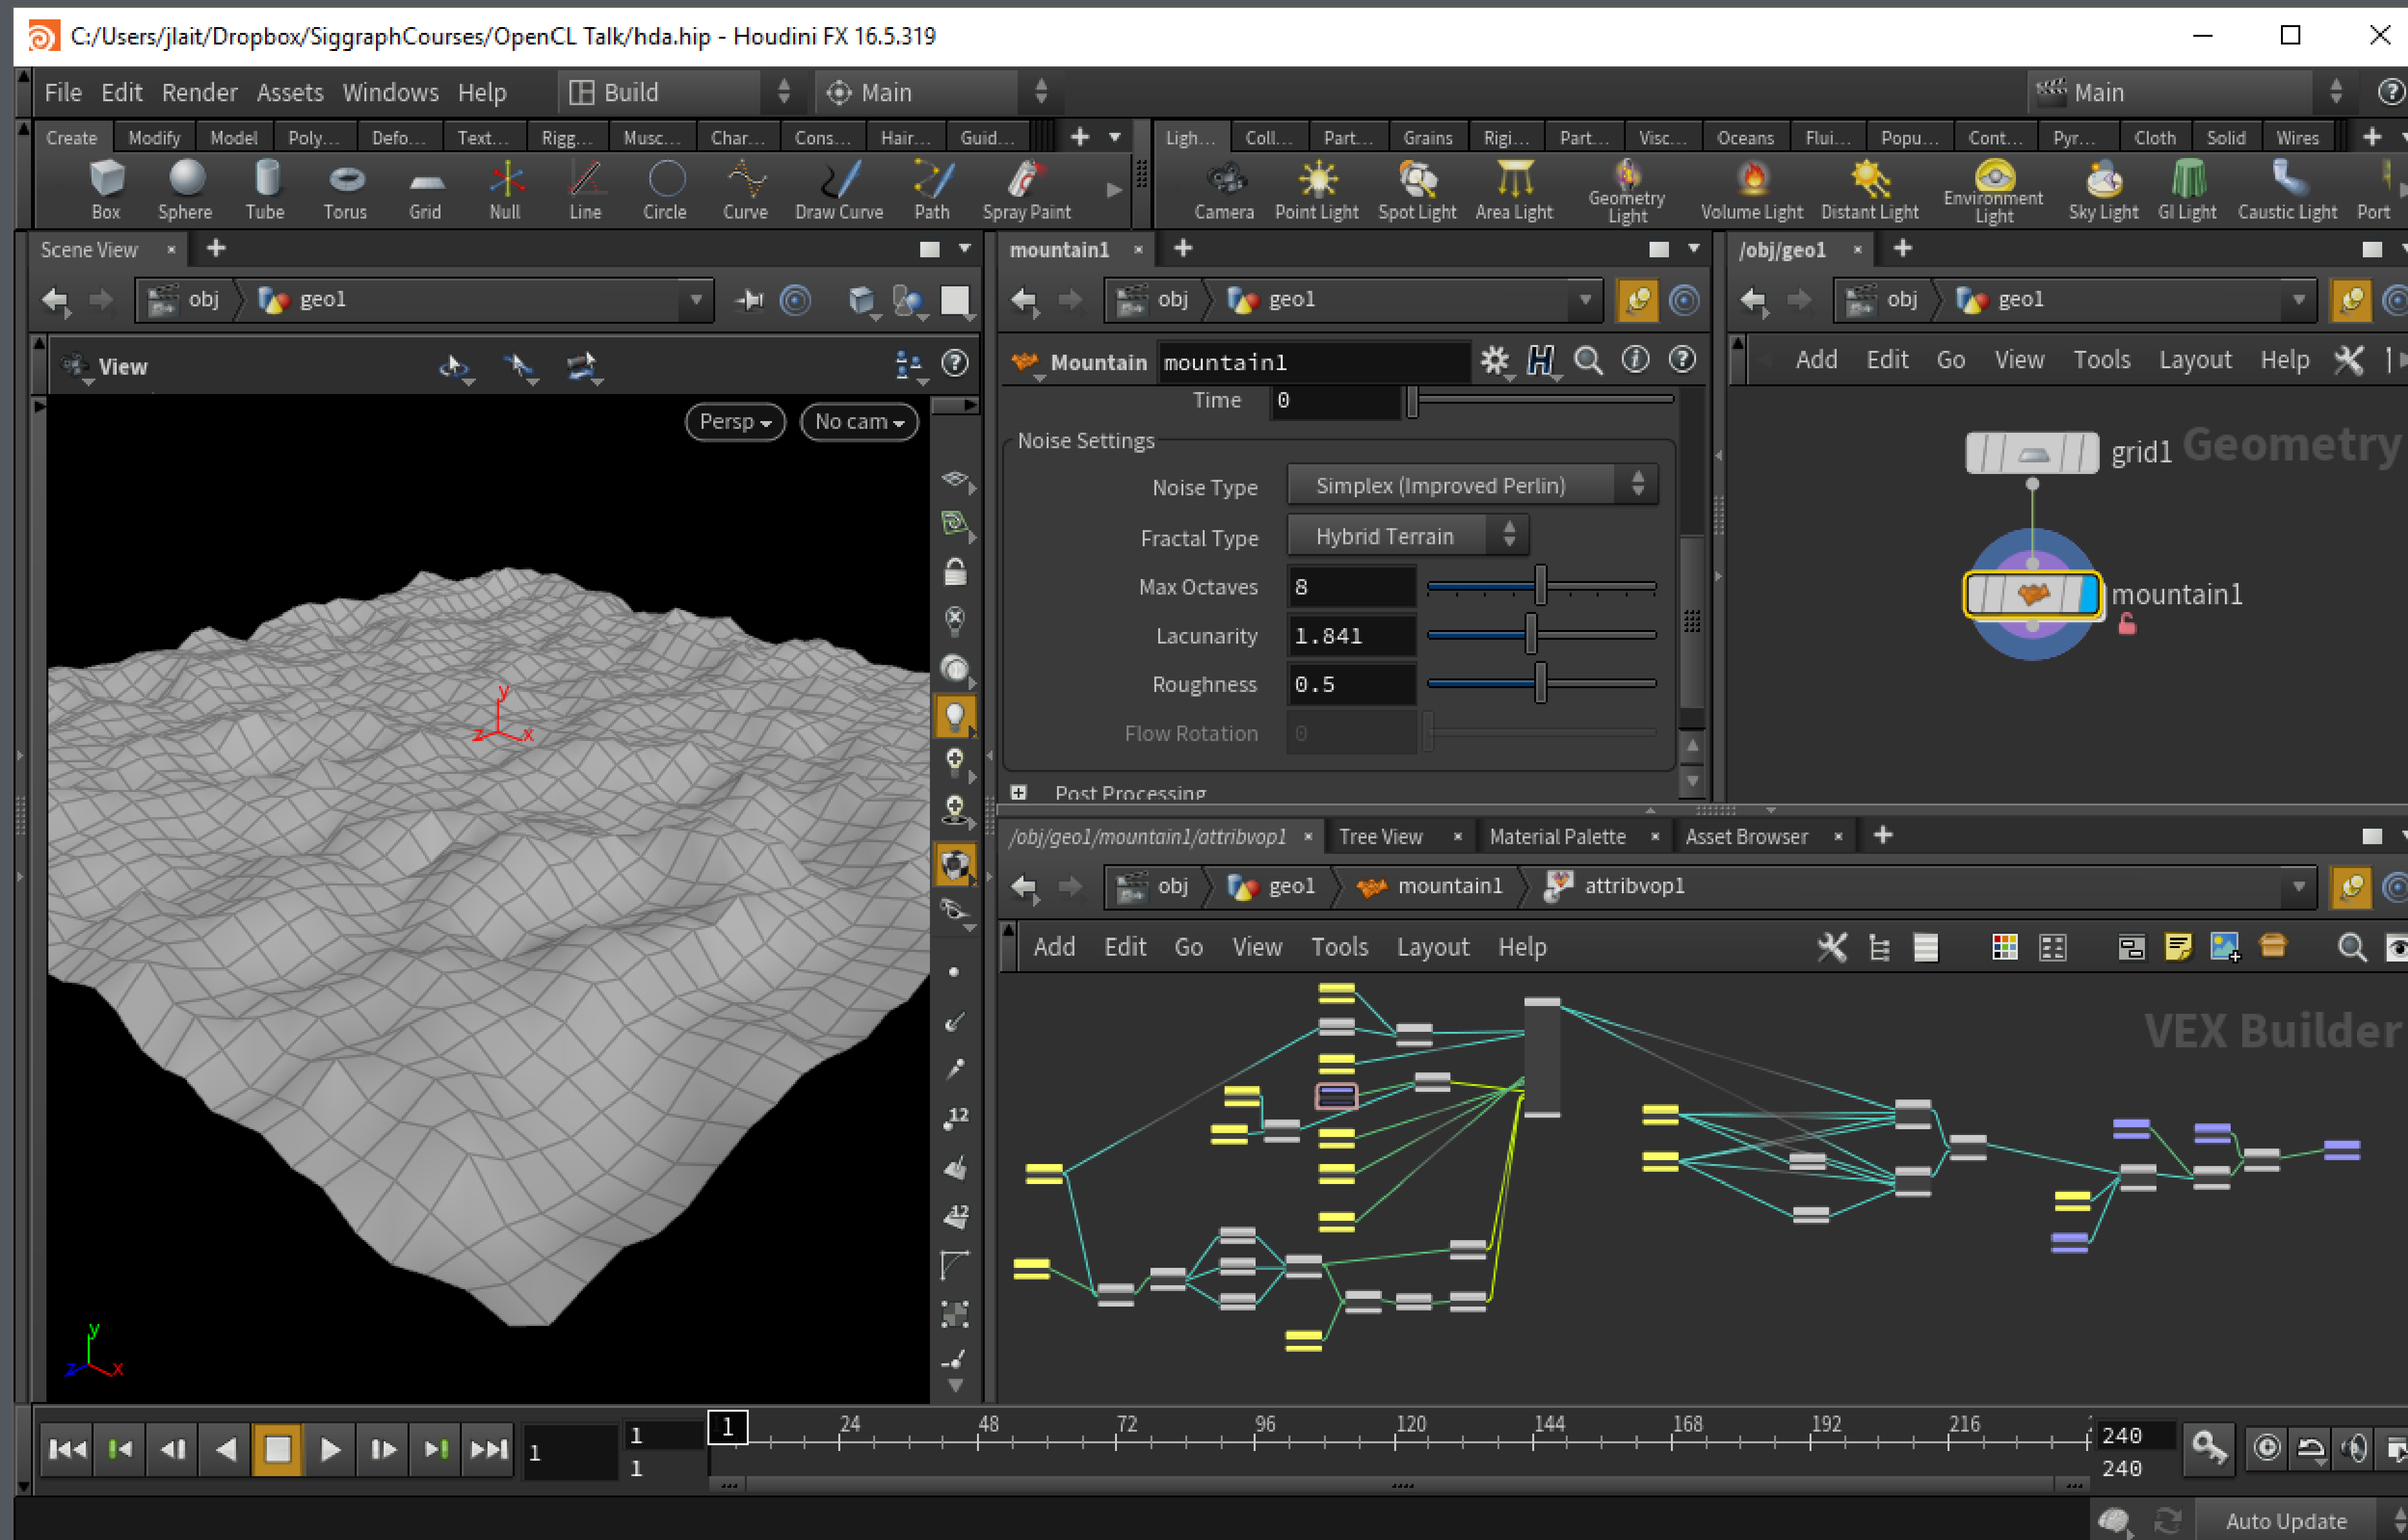 C:/Users/jlait/Dropbox/SiggraphCourses/OpenCL Talk/hda.hip - Houdini FX 16.5.319
File Edit Render Assets Windows Help Build Main Main
Create Modify Model Poly... Defo... Text... Rigg... Musc... Char... Cons... Hair... Guid...
Box Sphere Tube Torus Grid Null Line Circle Curve Draw Curve Path Spray Paint
Ligh... Coll... Part... Grains Rigi... Part... Visc... Oceans Flui... Popu... Cont... Pyr... Cloth Solid Wires
Camera Point Light Spot Light Area Light Geometry Light Volume Light Distant Light Environment Light Sky Light GI Light Caustic Light Port
Scene View
obj geo1
View
Persp No cam
y
z x
y
z x
12
12
mountain1
obj geo1
Mountain mountain1
Time 0
Noise Settings
Noise Type Simplex (Improved Perlin)
Fractal Type Hybrid Terrain
Max Octaves 8
Lacunarity 1.841
Roughness 0.5
Flow Rotation 0
Post Processing
/obj/geo1
obj geo1
Add Edit Go View Tools Layout Help
Geometry
grid1
mountain1
/obj/geo1/mountain1/attribvop1 Tree View Material Palette Asset Browser
obj geo1 mountain1 attribvop1
Add Edit Go View Tools Layout Help
VEX Builder
1 1 1 1 24 48 72 96 120 144 168 192 216 240
240
Auto Update